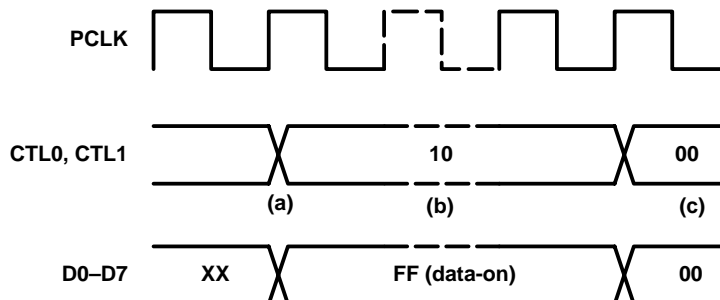 PCLK
CTL0, CTL1 10 00
(a) (b) (c)
D0–D7 XX FF (data-on) 00